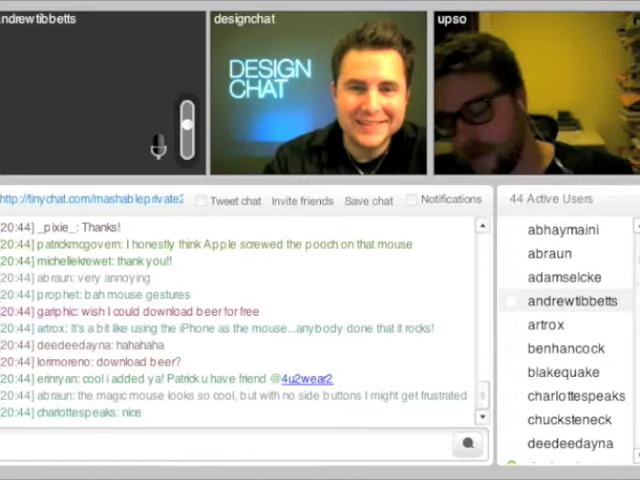 andrewtibbetts
designchat
upso
DESIGN
CHAT
http://tinychat.com/mashableprivate2
Tweet chat
Invite friends
Save chat
Notifications
44 Active Users
[20:44] _pixie_: Thanks!
[20:44] patrickmcgovern: I honestly think Apple screwed the pooch on that mouse
[20:44] michellekrewet: thank you!!
[20:44] abraun: very annoying
[20:44] prophet: bah mouse gestures
[20:44] gariphic: wish I could download beer for free
[20:44] artrox: It's a bit like using the iPhone as the mouse...anybody done that it rocks!
[20:44] deedeedayna: hahahaha
[20:44] lorimoreno: download beer?
[20:44] erinryan: cool i added ya! Patrick u have friend @4u2wear2
[20:44] abraun: the magic mouse looks so cool, but with no side buttons I might get frustrated
[20:44] charlottespeaks: nice
abhaymaini
abraun
adamselcke
andrewtibbetts
artrox
benhancock
blakequake
charlottespeaks
chucksteneck
deedeedayna